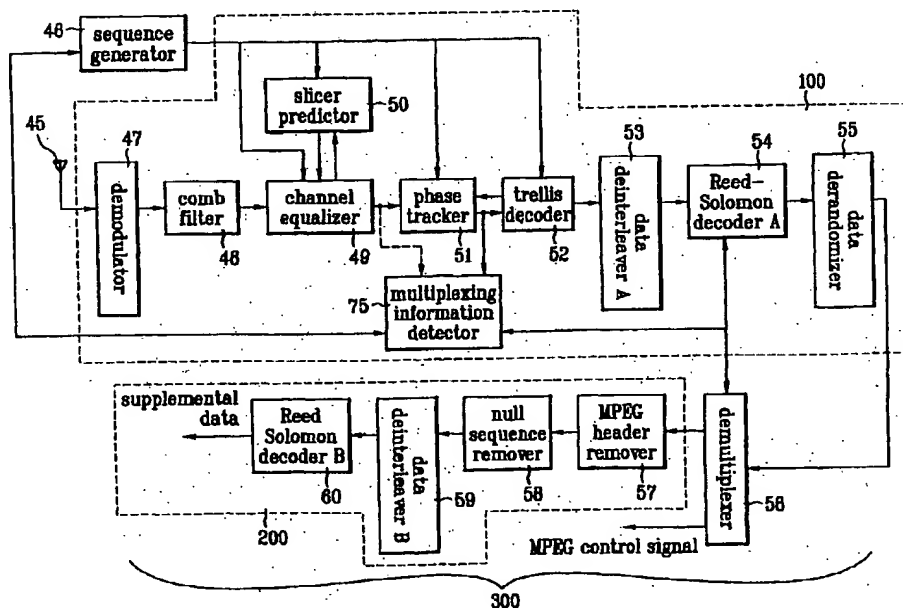 46
sequence
generator
slicer
predictor
50
100
45
47
demodulator
comb
filter
48
channel
equalizer
49
phase
tracker
51
trellis
decoder
52
53
data
deinterleaver A
54
Reed-
Solomon
decoder A
55
data
derandomizer
75
multiplexing
information
detector
supplemental
data
Reed
Solomon
decoder B
60
data
deinterleaver B
59
null
sequence
remover
58
MPEG
header
remover
57
demultiplexer
56
200
MPEG control signal
300